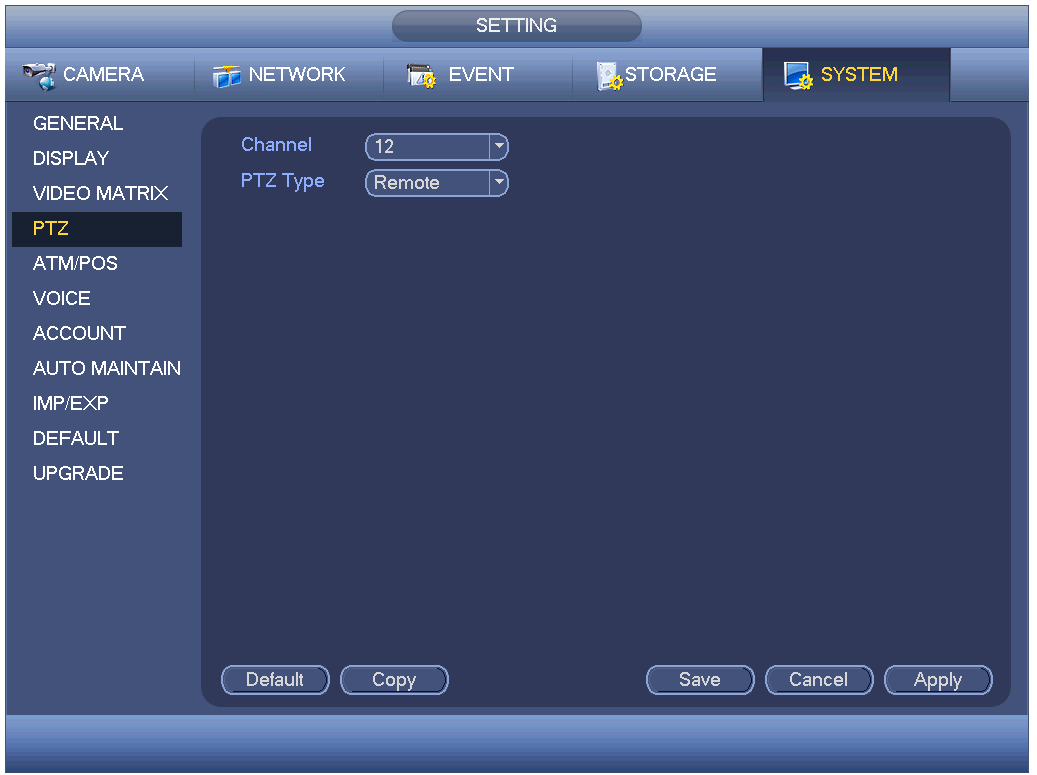 SETTING
CAMERA NETWORK EVENT STORAGE SYSTEM
GENERAL
DISPLAY
VIDEO MATRIX
PTZ
ATM/POS
VOICE
ACCOUNT
AUTO MAINTAIN
IMP/EXP
DEFAULT
UPGRADE
Channel 12
PTZ Type Remote
Default Copy Save Cancel Apply